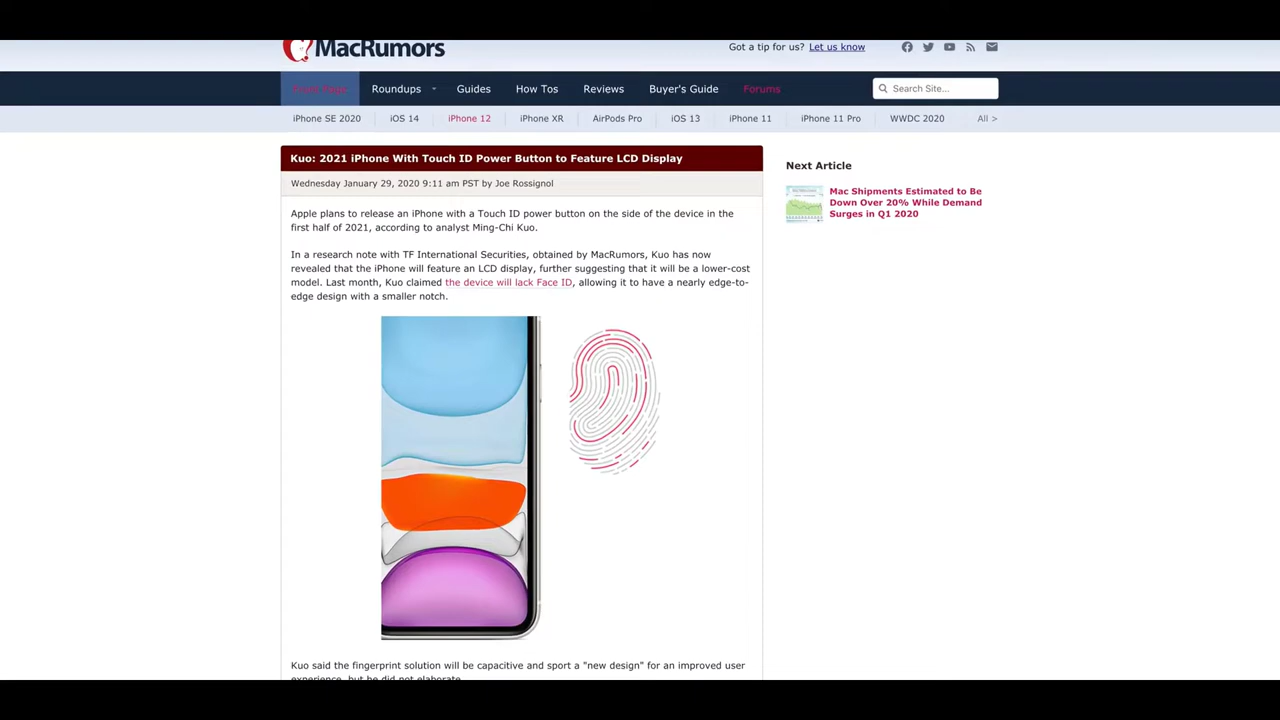 MacRumors
Got a tip for us? Let us know
Front Page Roundups Guides How Tos Reviews Buyer's Guide Forums Search Site...
iPhone SE 2020 iOS 14 iPhone 12 iPhone XR AirPods Pro iOS 13 iPhone 11 iPhone 11 Pro WWDC 2020 All >
Kuo: 2021 iPhone With Touch ID Power Button to Feature LCD Display
Wednesday January 29, 2020 9:11 am PST by Joe Rossignol
Apple plans to release an iPhone with a Touch ID power button on the side of the device in the
first half of 2021, according to analyst Ming-Chi Kuo.
In a research note with TF International Securities, obtained by MacRumors, Kuo has now
revealed that the iPhone will feature an LCD display, further suggesting that it will be a lower-cost
model. Last month, Kuo claimed the device will lack Face ID, allowing it to have a nearly edge-to-
edge design with a smaller notch.
Kuo said the fingerprint solution will be capacitive and sport a "new design" for an improved user
experience, but he did not elaborate.
Next Article
Mac Shipments Estimated to Be
Down Over 20% While Demand
Surges in Q1 2020